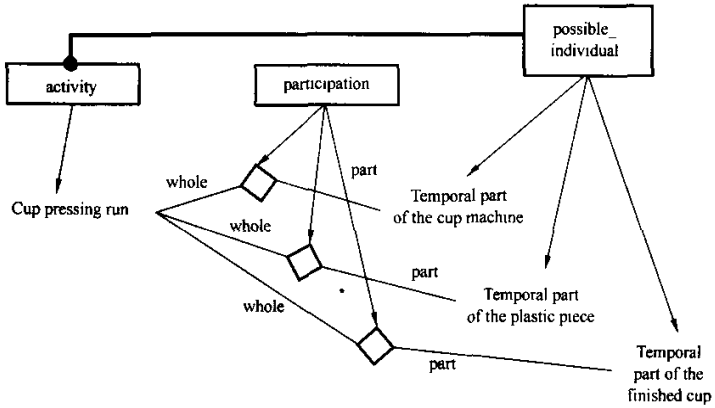 possible_
individual
activity
participation
whole
part
Temporal part
of the cup machine
Cup pressing run
whole
part
Temporal part
of the plastic piece
whole
part
Temporal
part of the
finished cup